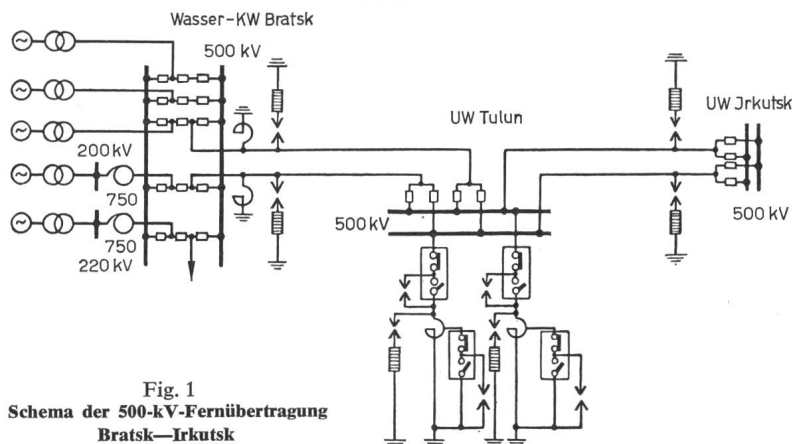 Wasser-KW Bratsk
500 kV
UW Tulun
UW Jrkutsk
200 kV
750
500 kV
500 kV
750
220 kV
Fig. 1
Schema der 500-kV-Fernübertragung
Bratsk—Irkutsk